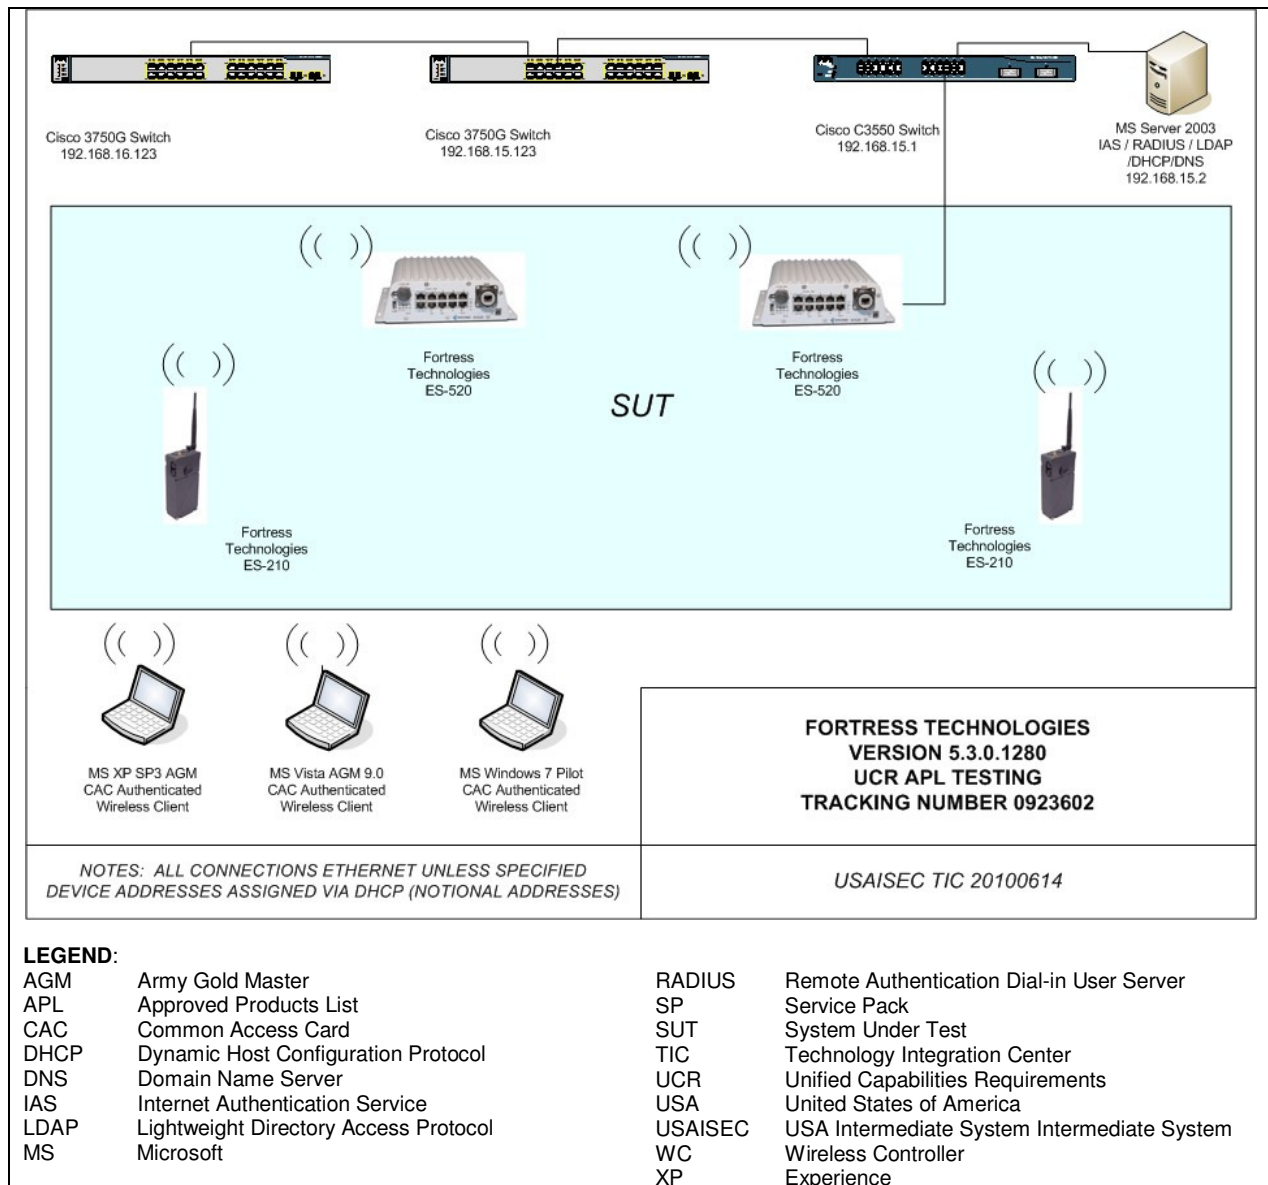 Cisco 3750G Switch
192.168.16.123
Cisco 3750G Switch
192.168.15.123
Cisco C3550 Switch
192.168.15.1
MS Server 2003
IAS / RADIUS / LDAP
/DHCP/DNS
192.168.15.2
Fortress
Technologies
ES-520
Fortress
Technologies
ES-520
SUT
Fortress
Technologies
ES-210
Fortress
Technologies
ES-210
MS XP SP3 AGM
CAC Authenticated
Wireless Client
MS Vista AGM 9.0
CAC Authenticated
Wireless Client
MS Windows 7 Pilot
CAC Authenticated
Wireless Client
FORTRESS TECHNOLOGIES
VERSION 5.3.0.1280
UCR APL TESTING
TRACKING NUMBER 0923602
NOTES: ALL CONNECTIONS ETHERNET UNLESS SPECIFIED
DEVICE ADDRESSES ASSIGNED VIA DHCP (NOTIONAL ADDRESSES)
USAISEC TIC 20100614
LEGEND:
AGM Army Gold Master
APL Approved Products List
CAC Common Access Card
DHCP Dynamic Host Configuration Protocol
DNS Domain Name Server
IAS Internet Authentication Service
LDAP Lightweight Directory Access Protocol
MS Microsoft
RADIUS Remote Authentication Dial-in User Server
SP Service Pack
SUT System Under Test
TIC Technology Integration Center
UCR Unified Capabilities Requirements
USA United States of America
USAISEC USA Intermediate System Intermediate System
WC Wireless Controller
XP Experience